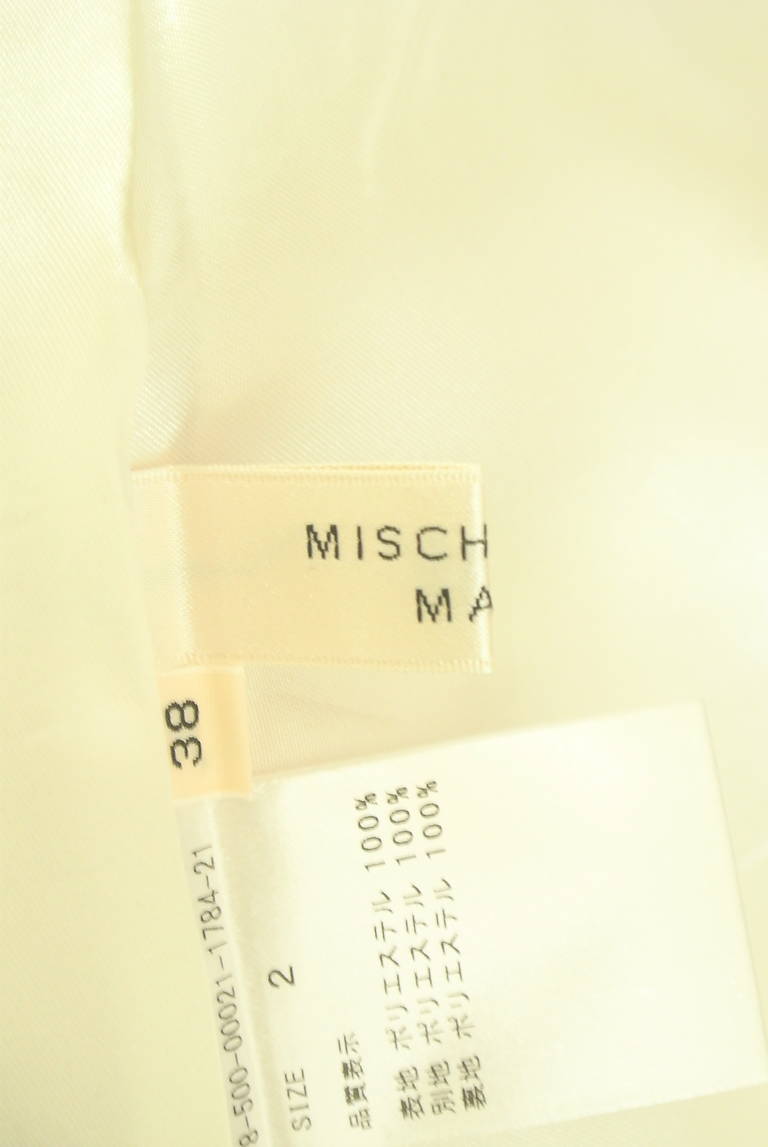 MISCH
MA
38
8-500-00021-1784-21
SIZE 2
品質表示
表地 ポリエステル 100%
別地 ポリエステル 100%
裏地 ポリエステル 100%